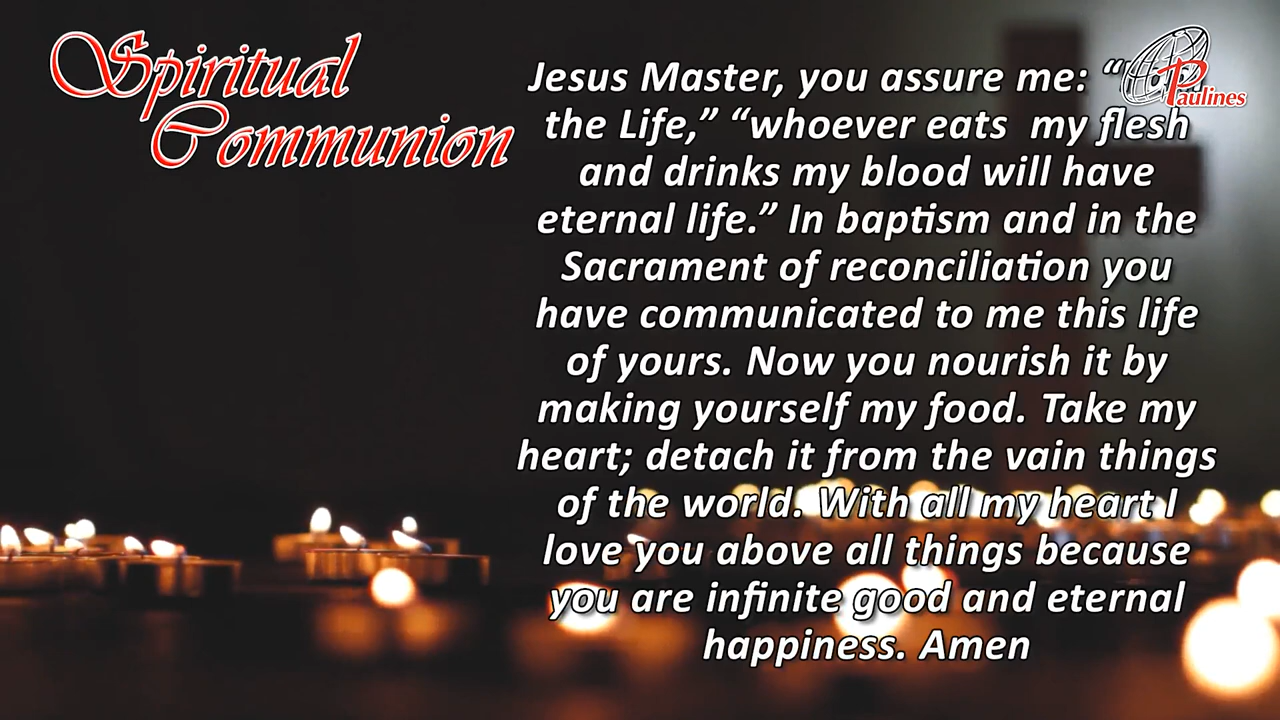 Spiritual
Communion
Paulines
Jesus Master, you assure me:
the Life,” “whoever eats  my flesh
and drinks my blood will have
eternal life.” In baptism and in the
Sacrament of reconciliation you
have communicated to me this life
of yours. Now you nourish it by
making yourself my food. Take my
heart; detach it from the vain things
of the world. With all my heart I
love you above all things because
you are infinite good and eternal
happiness. Amen